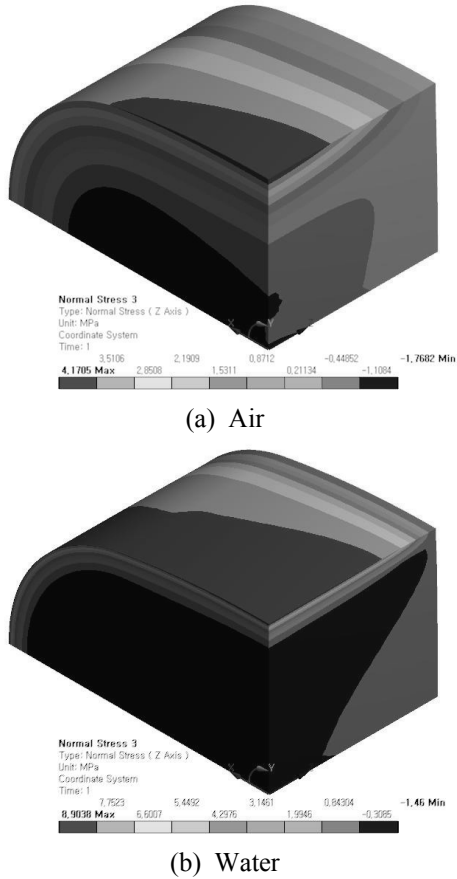 Normal Stress 3
Type: Normal Stress ( Z Axis )
Unit: MPa
Coordinate System
Time: 1
3,5106 2,1909 0,8712 -0,44852 -1,7682 Min
4,1705 Max 2,8508 1,5311 0,21134 -1,1084
(a) Air
Normal Stress 3
Type: Normal Stress ( Z Axis )
Unit: MPa
Coordinate System
Time: 1
7,7523 5,4492 3,1461 0,84304 -1,46 Min
8,9038 Max 6,6007 4,2976 1,9946 -0,3085
(b) Water